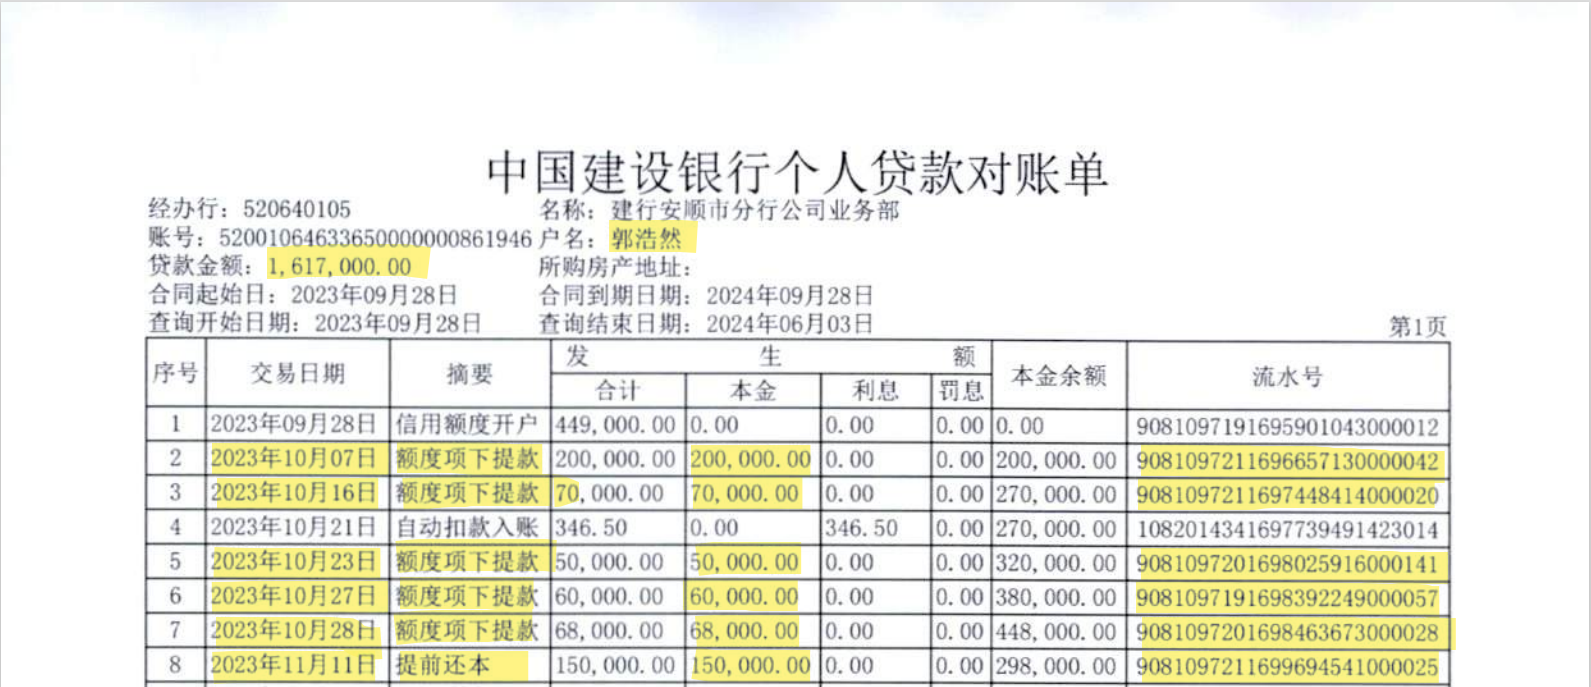 中国建设银行个人贷款对账单
经办行：520640105 名称：建行安顺市分行公司业务部
账号：52001064633650000000861946 户名：郭浩然
贷款金额：1,617,000.00 所购房产地址：
合同起始日：2023年09月28日 合同到期日期：2024年09月28日
查询开始日期：2023年09月28日 查询结束日期：2024年06月03日 第1页
序号 交易日期 摘要 发生额 本金余额 流水号
合计 本金 利息 罚息
1 2023年09月28日 信用额度开户 449,000.00 0.00 0.00 0.00 0.00 9081097191695901043000012
2 2023年10月07日 额度项下提款 200,000.00 200,000.00 0.00 0.00 200,000.00 9081097211696657130000042
3 2023年10月16日 额度项下提款 70,000.00 70,000.00 0.00 0.00 270,000.00 9081097211697448414000020
4 2023年10月21日 自动扣款入账 346.50 0.00 346.50 0.00 270,000.00 1082014341697739491423014
5 2023年10月23日 额度项下提款 50,000.00 50,000.00 0.00 0.00 320,000.00 9081097201698025916000141
6 2023年10月27日 额度项下提款 60,000.00 60,000.00 0.00 0.00 380,000.00 9081097191698392249000057
7 2023年10月28日 额度项下提款 68,000.00 68,000.00 0.00 0.00 448,000.00 9081097201698463673000028
8 2023年11月11日 提前还本 150,000.00 150,000.00 0.00 0.00 298,000.00 9081097211699694541000025